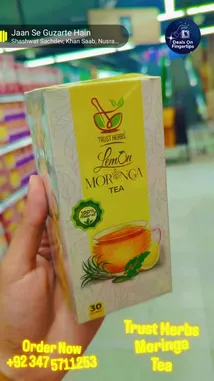 Jaan Se Guzarte Hain
Shashwat Sachdev, Khan Saab, Nusra...
Deals On
Fingertips
TRUST HERBS
Lemon
MORINGA
TEA
100%
30
Order Now
+92 347 5711253
Trust Herbs
Moringa
Tea